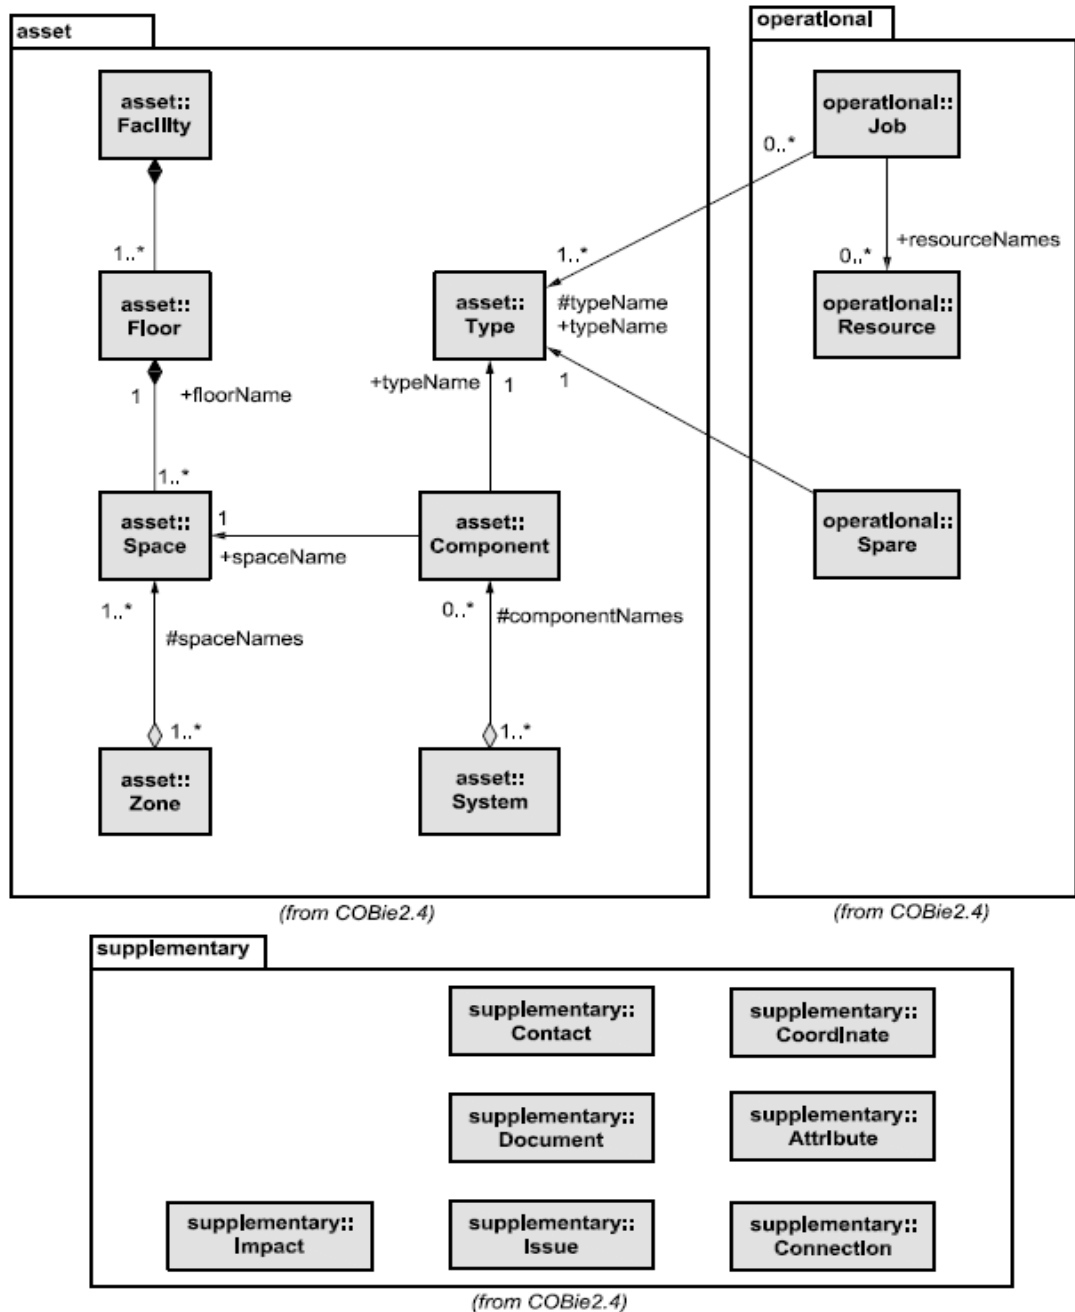 asset
operational
asset::
Facility
operational::
Job
0..*
1..*
+resourceNames
0..*
1..*
asset::
Floor
asset::
Type
#typeName
+typeName
operational::
Resource
1
+floorName
+typeName
1
1
1..*
asset::
Space
1
+spaceName
asset::
Component
operational::
Spare
1..*
#spaceNames
0..*
#componentNames
1..*
1..*
asset::
Zone
asset::
System
(from COBie2.4)
(from COBie2.4)
supplementary
supplementary::
Contact
supplementary::
Coordinate
supplementary::
Document
supplementary::
Attribute
supplementary::
Impact
supplementary::
Issue
supplementary::
Connection
(from COBie2.4)